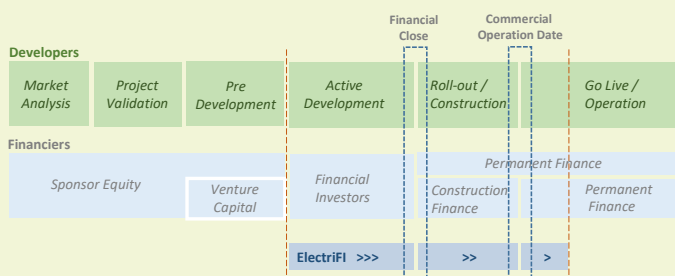 Financial
Close
Commercial
Operation Date
Developers
Market
Analysis
Project
Validation
Pre
Development
Active
Development
Roll-out /
Construction
Go Live /
Operation
Financiers
Sponsor Equity
Venture
Capital
Financial
Investors
Permanent Finance
Construction
Finance
Permanent
Finance
ElectriFI >>>
>>
>